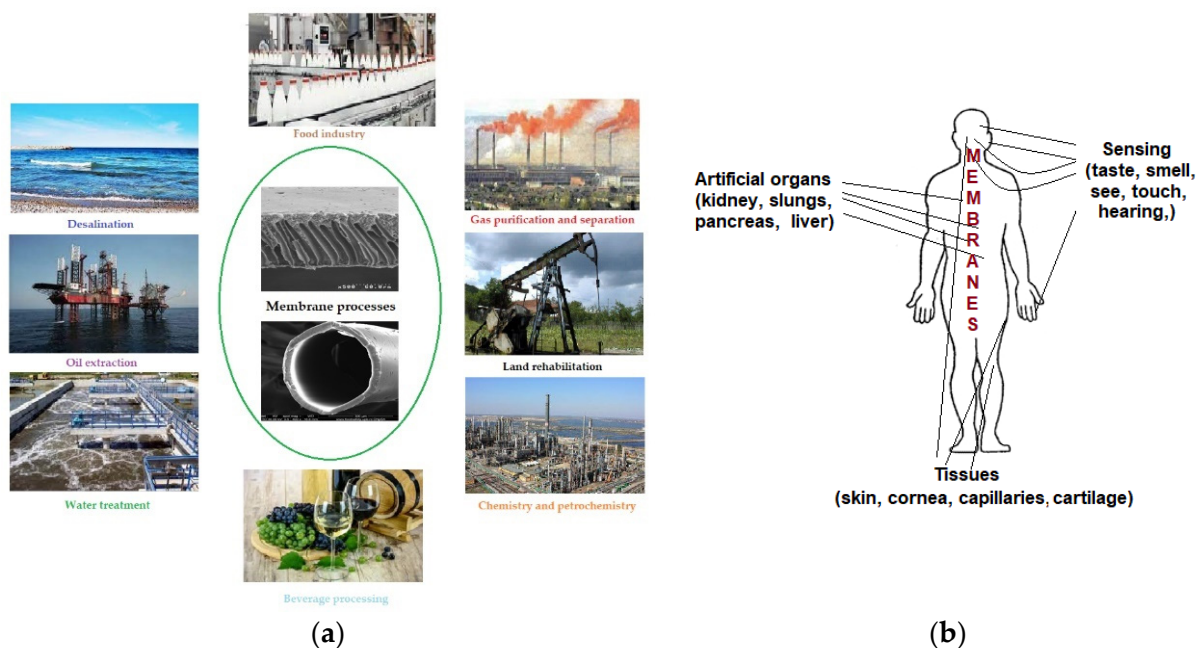 Food industry
Desalination
Gas purification and separation
Membrane processes
Oil extraction
Land rehabilitation
Water treatment
Chemistry and petrochemistry
Beverage processing
(a)
Artificial organs
(kidney, slungs,
pancreas, liver)
MEMBRANES
Sensing
(taste, smell,
see, touch,
hearing,)
Tissues
(skin, cornea, capillaries, cartilage)
(b)